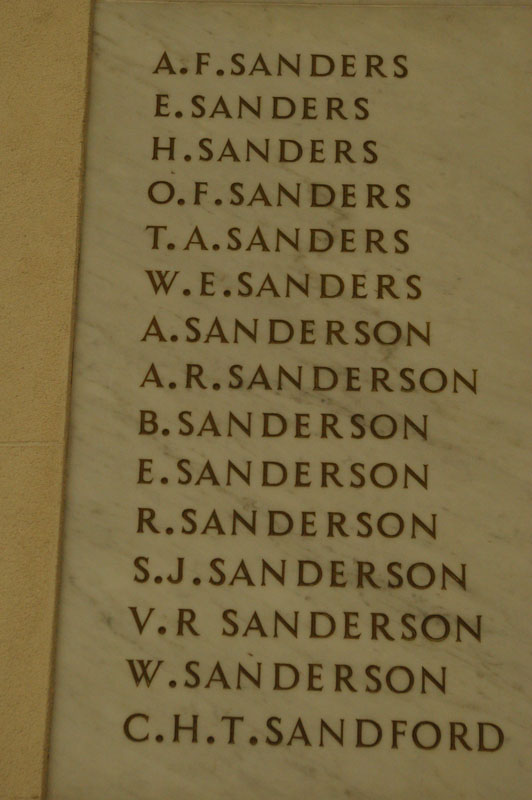 A.F.SANDERS
E.SANDERS
H.SANDERS
O.F.SANDERS
T.A.SANDERS
W.E.SANDERS
A.SANDERSON
A.R.SANDERSON
B.SANDERSON
E.SANDERSON
R.SANDERSON
S.J.SANDERSON
V.R SANDERSON
W.SANDERSON
C.H.T.SANDFORD